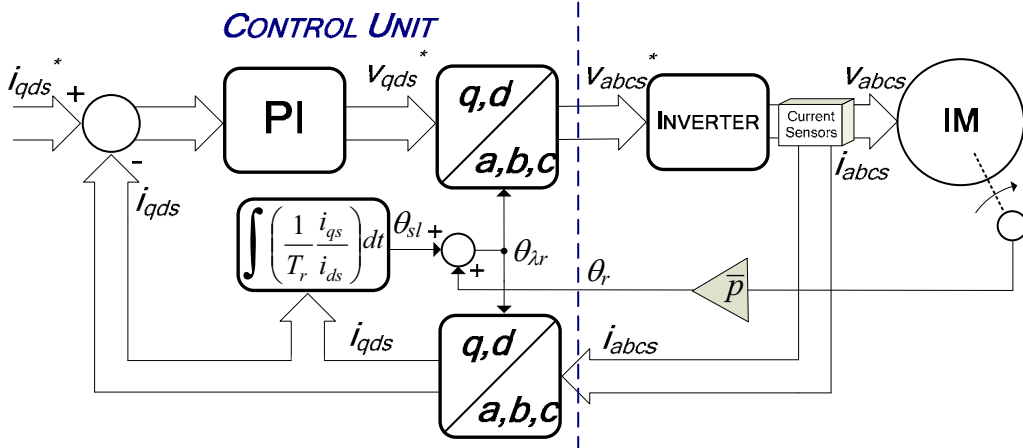 CONTROL UNIT
i_qds*
+
-
i_qds
PI
v_qds*
q,d
a,b,c
v_abcs*
INVERTER
Current
Sensors
v_abcs
i_abcs
IM
∫ ( 1/T_r i_qs/i_ds ) dt
θ_sl
+
+
θ_λr
θ_r
p̅
i_qds
q,d
a,b,c
i_abcs